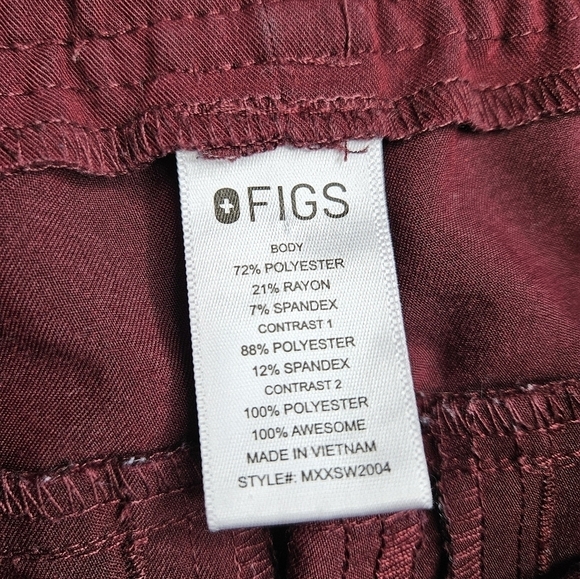 FIGS
BODY
72% POLYESTER
21% RAYON
7% SPANDEX
CONTRAST 1
88% POLYESTER
12% SPANDEX
CONTRAST 2
100% POLYESTER
100% AWESOME
MADE IN VIETNAM
STYLE#: MXXSW2004